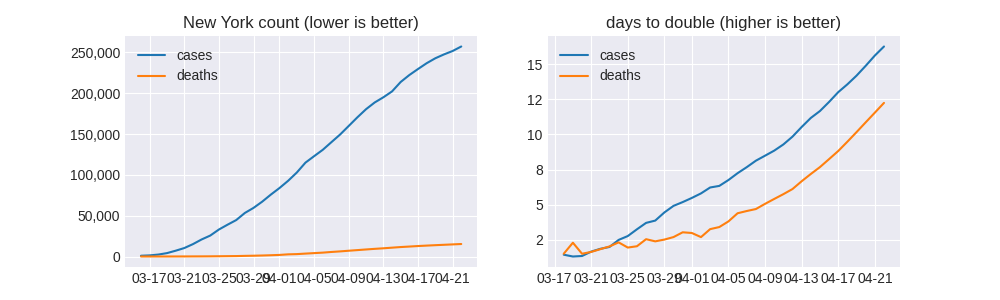 New York count (lower is better)
cases
deaths
250,000
200,000
150,000
100,000
50,000
0
03-17 03-21 03-25 03-29 04-01 04-05 04-09 04-13 04-17 04-21
days to double (higher is better)
cases
deaths
15
12
10
8
5
2
03-17 03-21 03-25 03-29 04-01 04-05 04-09 04-13 04-17 04-21